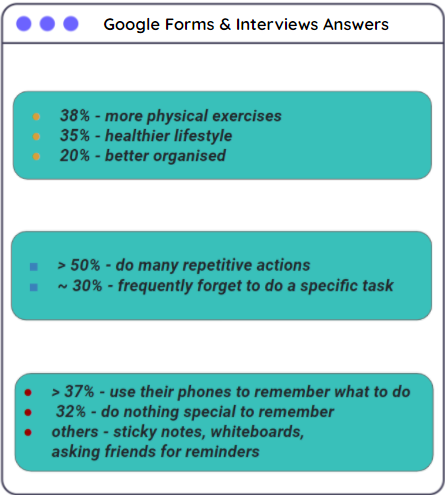 Google Forms & Interviews Answers
38% - more physical exercises
35% - healthier lifestyle
20% - better organised
> 50% - do many repetitive actions
~ 30% - frequently forget to do a specific task
> 37% - use their phones to remember what to do
32% - do nothing special to remember
others - sticky notes, whiteboards,
asking friends for reminders